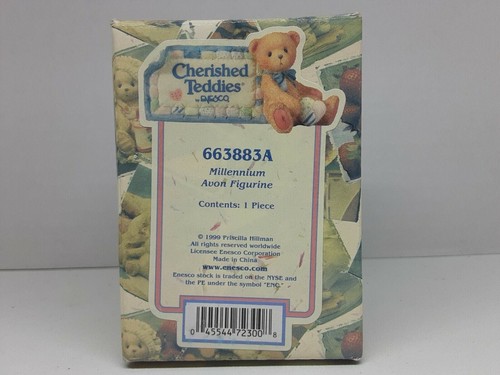 Cherished
Teddies®
ENESCO
663883A
Millennium
Avon Figurine
Contents: 1 Piece
© 1999 Priscilla Hillman
All rights reserved worldwide
Licensee Enesco Corporation
Made in China
www.enesco.com
Enesco stock is traded on the NYSE and
the PE under the symbol "ENC."
0 45544 72300 8